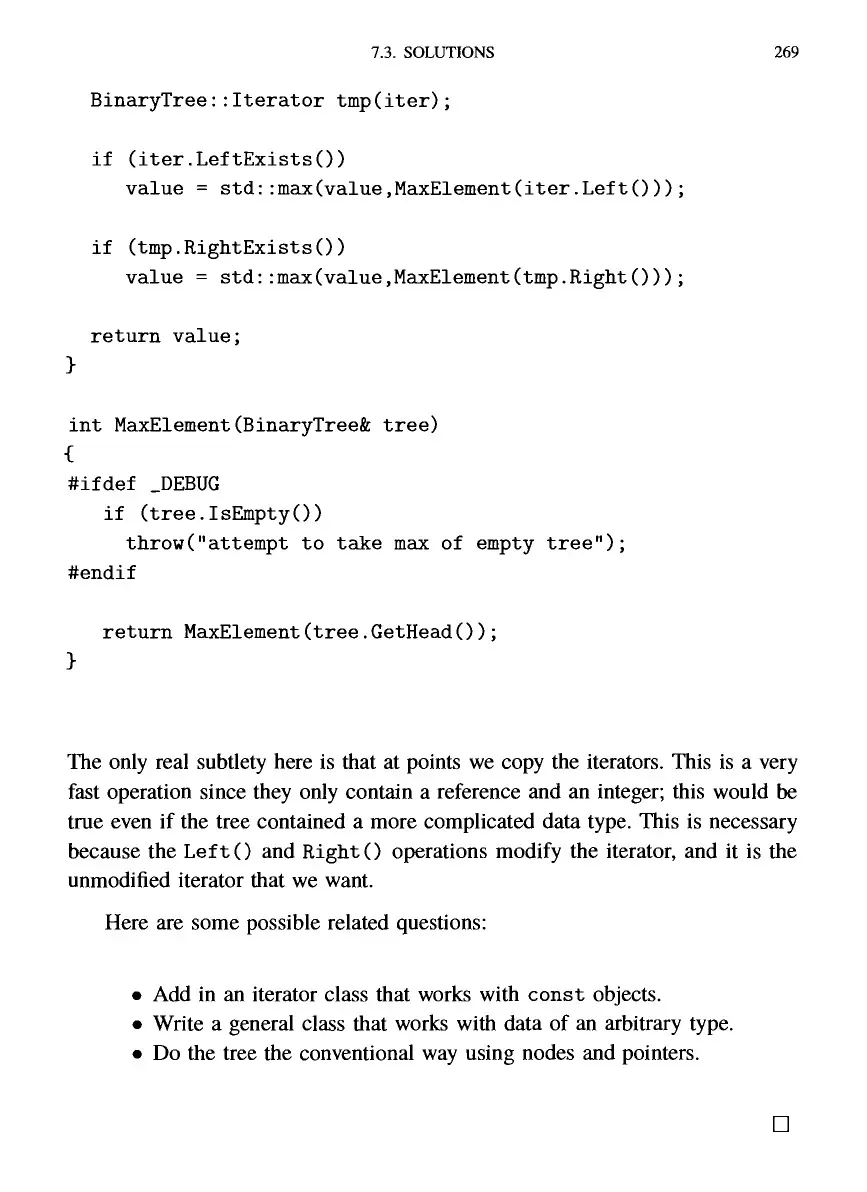 7.3. SOLUTIONS 269
BinaryTree::Iterator tmp(iter);
if (iter.LeftExists())
value = std::max(value,MaxElement(iter.Left()));
if (tmp.RightExists())
value = std::max(value,MaxElement(tmp.Right()));
return value;
}
int MaxElement(BinaryTree& tree)
{
#ifdef _DEBUG
if (tree.IsEmpty())
throw("attempt to take max of empty tree");
#endif
return MaxElement(tree.GetHead());
}
The only real subtlety here is that at points we copy the iterators. This is a very
fast operation since they only contain a reference and an integer; this would be
true even if the tree contained a more complicated data type. This is necessary
because the Left() and Right() operations modify the iterator, and it is the
unmodified iterator that we want.
Here are some possible related questions:
• Add in an iterator class that works with const objects.
• Write a general class that works with data of an arbitrary type.
• Do the tree the conventional way using nodes and pointers.
□